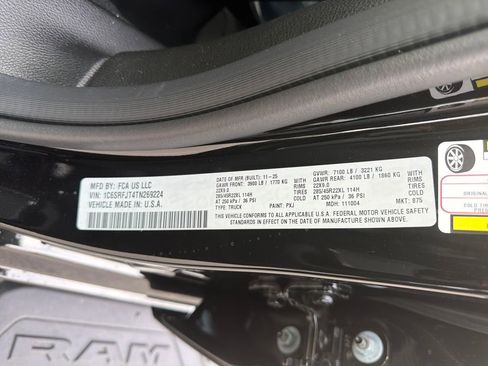 MFD BY: FCA US LLC
VIN: 1C6SRFJT4TN269224
VEHICLE MADE IN: U.S.A.
DATE OF MFR (BUILT): 11-25
GAWR FRONT: 3900 LB / 1770 KG
22X9.0 RIMS
285/45R22XL 114H TIRES
AT 250 kPa / 36 PSI
GVWR: 7100 LB / 3221 KG
GAWR REAR: 4100 LB / 1860 KG
22X9.0 RIMS
285/45R22XL 114H TIRES
AT 250 kPa / 36 PSI
THIS VEHICLE CONFORMS TO ALL APPLICABLE U.S.A. FEDERAL MOTOR VEHICLE SAFETY
STANDARDS IN EFFECT ON THE DATE OF MANUFACTURE SHOWN ABOVE.
TYPE: TRUCK PAINT: PXJ MDH: 111004 MKT: 875
RAM